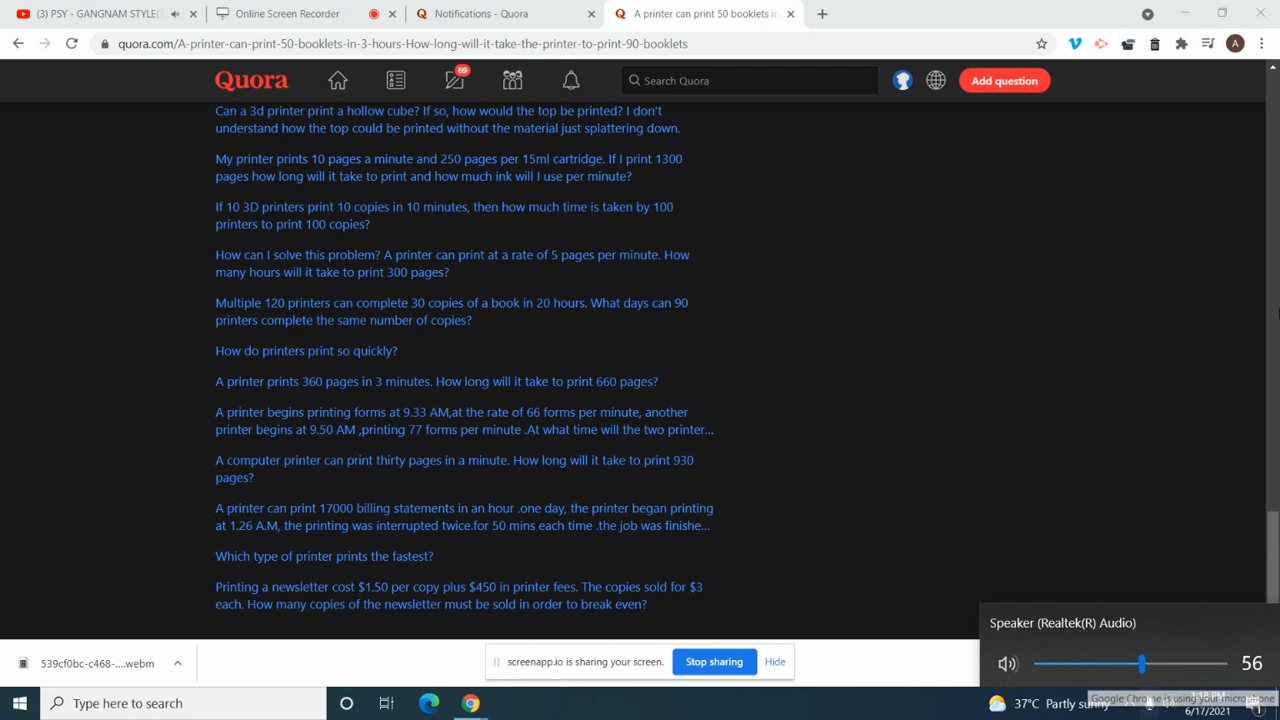 (3) PSY - GANGNAM STYLE(
Online Screen Recorder
Notifications - Quora
A printer can print 50 booklets in
quora.com/A-printer-can-print-50-booklets-in-3-hours-How-long-will-it-take-the-printer-to-print-90-booklets
A
Quora
69
Search Quora
Add question
Can a 3d printer print a hollow cube? If so, how would the top be printed? I don't
understand how the top could be printed without the material just splattering down.
My printer prints 10 pages a minute and 250 pages per 15ml cartridge. If I print 1300
pages how long will it take to print and how much ink will I use per minute?
If 10 3D printers print 10 copies in 10 minutes, then how much time is taken by 100
printers to print 100 copies?
How can I solve this problem? A printer can print at a rate of 5 pages per minute. How
many hours will it take to print 300 pages?
Multiple 120 printers can complete 30 copies of a book in 20 hours. What days can 90
printers complete the same number of copies?
How do printers print so quickly?
A printer prints 360 pages in 3 minutes. How long will it take to print 660 pages?
A printer begins printing forms at 9.33 AM,at the rate of 66 forms per minute, another
printer begins at 9.50 AM ,printing 77 forms per minute .At what time will the two printer...
A computer printer can print thirty pages in a minute. How long will it take to print 930
pages?
A printer can print 17000 billing statements in an hour .one day, the printer began printing
at 1.26 A.M, the printing was interrupted twice.for 50 mins each time .the job was finishe...
Which type of printer prints the fastest?
Printing a newsletter cost $1.50 per copy plus $450 in printer fees. The copies sold for $3
each. How many copies of the newsletter must be sold in order to break even?
Speaker (Realtek(R) Audio)
56
539cf0bc-c468-....webm
screenapp.io is sharing your screen.
Stop sharing
Hide
Type here to search
37°C Partly sunny
Google Chrome is using your microphone
1:18 PM
6/17/2021
1